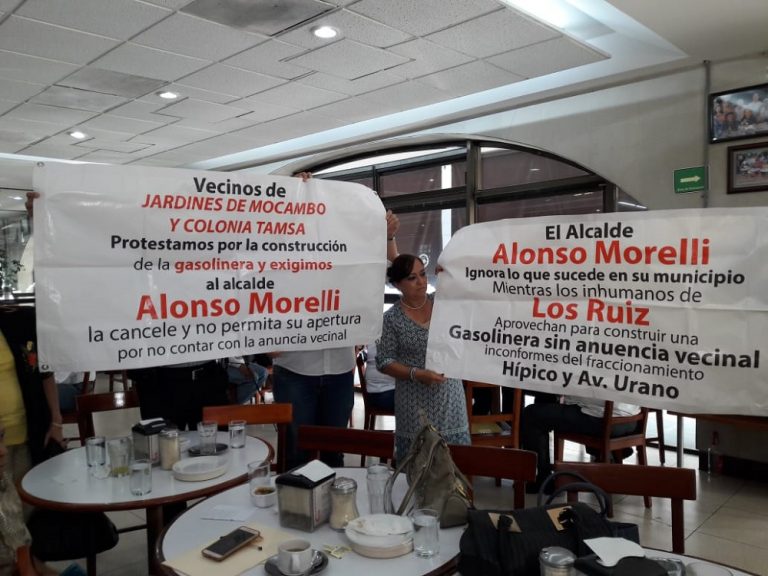 Vecinos de
JARDINES DE MOCAMBO
Y COLONIA TAMSA
Protestamos por la construcción
de la gasolinera y exigimos
al alcalde
Alonso Morelli
la cancele y no permita su apertura
por no contar con la anuncia vecinal
El Alcalde
Alonso Morelli
Ignora lo que sucede en su municipio
Mientras los inhumanos de
Los Ruiz
Aprovechan para construir una
Gasolinera sin anuencia vecinal
inconformes del fraccionamiento
Hípico y Av. Urano